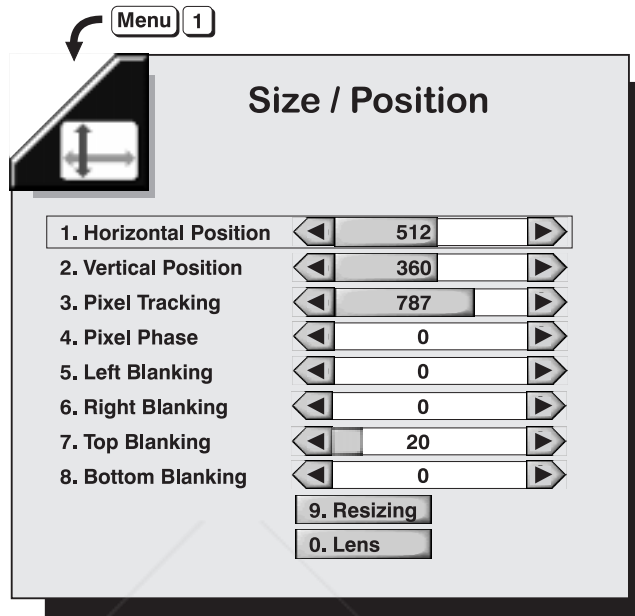 Menu 1
Size / Position
1. Horizontal Position 512
2. Vertical Position 360
3. Pixel Tracking 787
4. Pixel Phase 0
5. Left Blanking 0
6. Right Blanking 0
7. Top Blanking 20
8. Bottom Blanking 0
9. Resizing
0. Lens